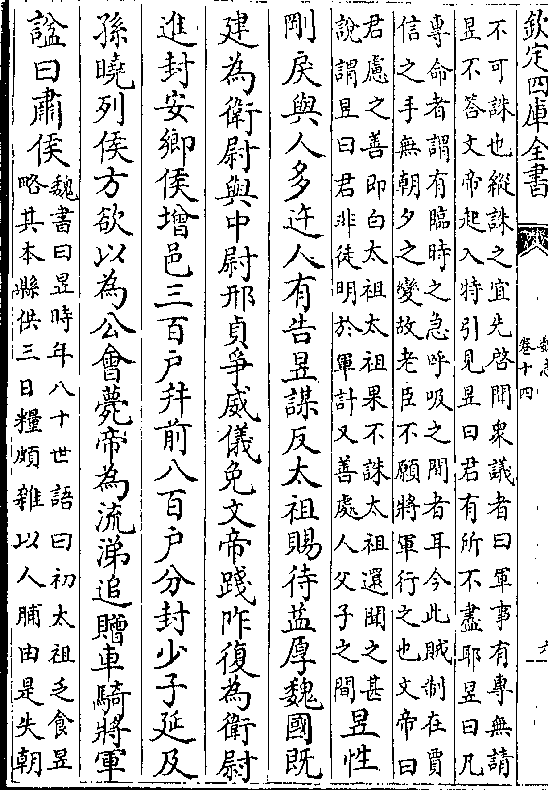 欽定四庫全書
魏志
卷十四
六
不可誅也縱誅之宜先啓聞衆議者曰軍事有專無請
昱不答文帝起入特引見昱曰君有所不盡耶昱曰凡
專命者謂有臨時之急呼吸之間者耳今此賊制在賈
信之手無朝夕之變故老臣不願將軍行之也文帝曰
君慮之善即白太祖太祖果不誅太祖還聞之甚
說謂昱曰君非徒明於軍計又善處人父子之間
昱性
剛戾與人多迕人有告昱謀反太祖賜待益厚魏國既
建為衛尉與中尉邢貞爭威儀免文帝踐阼復為衛尉
進封安鄉侯增邑三百户并前八百户分封少子延及
孫曉列侯方欲以為公會薨帝為流涕追贈車騎將軍
諡曰肅侯
魏書曰昱時年八十世語曰初太祖乏食昱
略其本縣供三日糧頗雜以人脯由是失朝